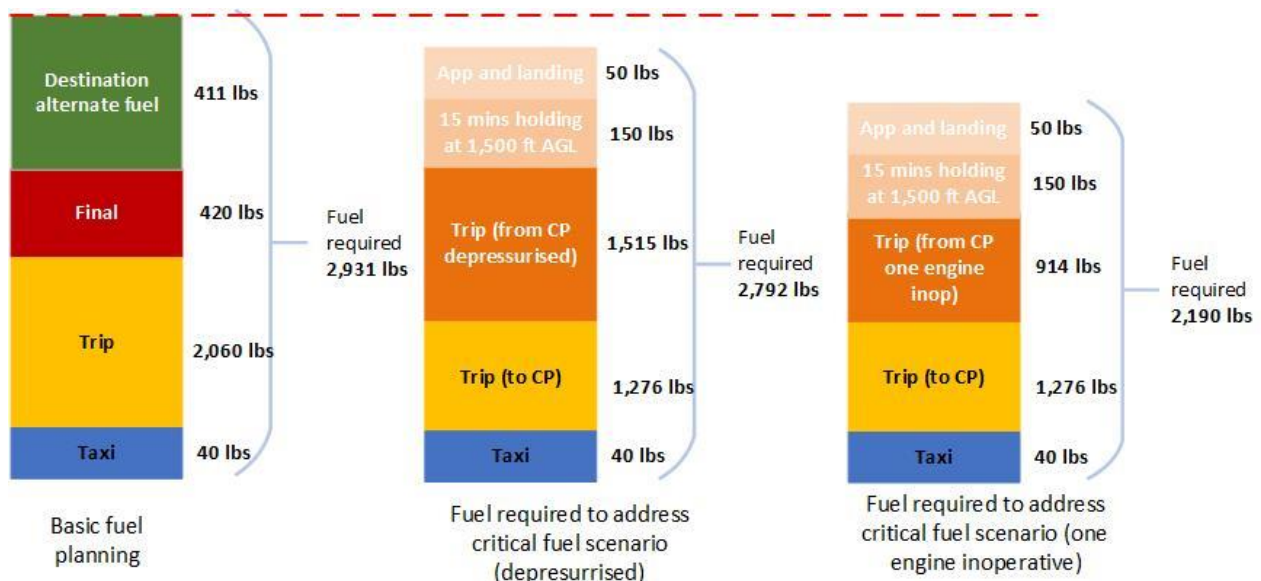 Destination
alternate fuel
411 lbs
Final
420 lbs
Trip
2,060 lbs
Taxi
40 lbs
Fuel
required
2,931 lbs
Basic fuel
planning
App and landing
50 lbs
15 mins holding
at 1,500 ft AGL
150 lbs
Trip (from CP
depressurised)
1,515 lbs
Trip (to CP)
1,276 lbs
Taxi
40 lbs
Fuel
required
2,792 lbs
Fuel required to address
critical fuel scenario
(depresurrised)
App and landing
50 lbs
15 mins holding
at 1,500 ft AGL
150 lbs
Trip (from CP
one engine
inop)
914 lbs
Trip (to CP)
1,276 lbs
Taxi
40 lbs
Fuel
required
2,190 lbs
Fuel required to address
critical fuel scenario (one
engine inoperative)